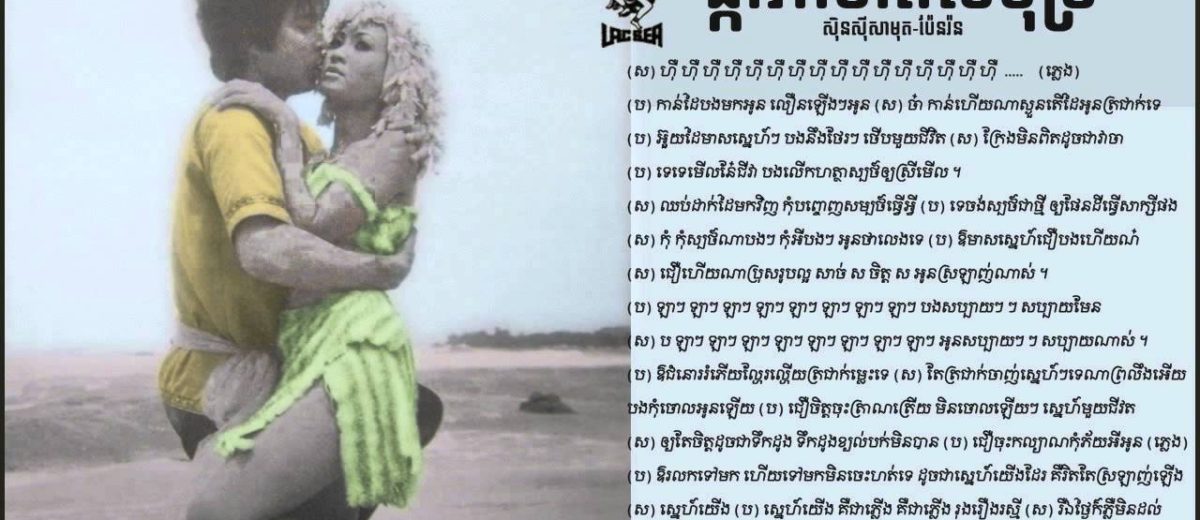 LAC SEA
ស៊ិនស៊ីសាមុត-ប៉ែនរ៉ន
(ស) ហ៊ឺ ហ៊ឺ ហ៊ឺ ហ៊ឺ ហ៊ឺ ហ៊ឺ ហ៊ឺ ហ៊ឺ ហ៊ឺ ហ៊ឺ ហ៊ឺ ហ៊ឺ ហ៊ឺ ហ៊ឺ ហ៊ឺ ហ៊ឺ ..... (ភ្លេង)
(ប) កាន់ដៃបងមកអូន លឿនឡើងៗអូន (ស) ចា៎ កាន់ហើយណាស្ងួនតើដៃអូនត្រជាក់ទេ
(ប) អ៊ួយដៃមាសស្នេហ៍ៗ បងនឹងថែរៗ ថើបមួយជីវិត (ស) ក្រែងមិនពិតដូចជាវាចា
(ប) ទេទេមើលនែ៎ជីវា បងលើកហត្ថាស្បថ៍ឲ្យស្រីមើល ។
(ស) ឈប់ដាក់ដៃមកវិញ កុំបព្ចោញសម្បថ៍ធ្វើអ្វី (ប) ទេចង់ស្បថ៍ជាថ្មី ឲ្យផែនដីធ្វើសាក្សីផង
(ស) កុំ កុំស្បថ៍ណាបងៗ កុំអីបងៗ អូនថាលេងទេ (ប) ឱមាសស្នេហ៍ជឿបងហើយណ៎
(ស) ជឿហើយណាប្រុសរូបល្អ សាច់ ស ចិត្ត ស អូនស្រឡាញ់ណាស់ ។
(ប) ឡាៗ ឡាៗ ឡាៗ ឡាៗ ឡាៗ ឡាៗ ឡាៗ ឡាៗ បងសប្បាយៗ ៗ សប្បាយមែន
(ស) ប ឡាៗ ឡាៗ ឡាៗ ឡាៗ ឡាៗ ឡាៗ ឡាៗ អូនសប្បាយៗ ៗ សប្បាយណាស់ ។
(ប) ឱជំនោររំភើយល្ហែរល្ហើយត្រជាក់ម្លេះទេ (ស) តែត្រជាក់ចាញ់ស្នេហ៍ៗទេណាព្រលឹងអើយ
បងកុំចោលអូនឡើយ (ប) ជឿចិត្តចុះត្រាណត្រើយ មិនចោលឡើយៗ ស្នេហ៍មួយជីវត
(ស) ឲ្យតែចិត្តដូចជាទឹកដូង ទឹកដូងខ្យល់បក់មិនបាន (ប) ជឿចុះកល្យាណកុំភ័យអីអូន (ភ្លេង)
(ប) ឱរលកទៅមក ហើយទៅមកមិនចេះហត់ទេ ដូចជាស្នេហ៍យើងដែរ គឺរិតតែស្រឡាញ់ឡើង
(ស) ស្នេហ៍យើង (ប) ស្នេហ៍យើង គឺជាភ្លើង គឺជាភ្លើង រុងរឿងរស្មី (ស) រីឯថ្ងៃក៏ភ្លឺមិនដល់